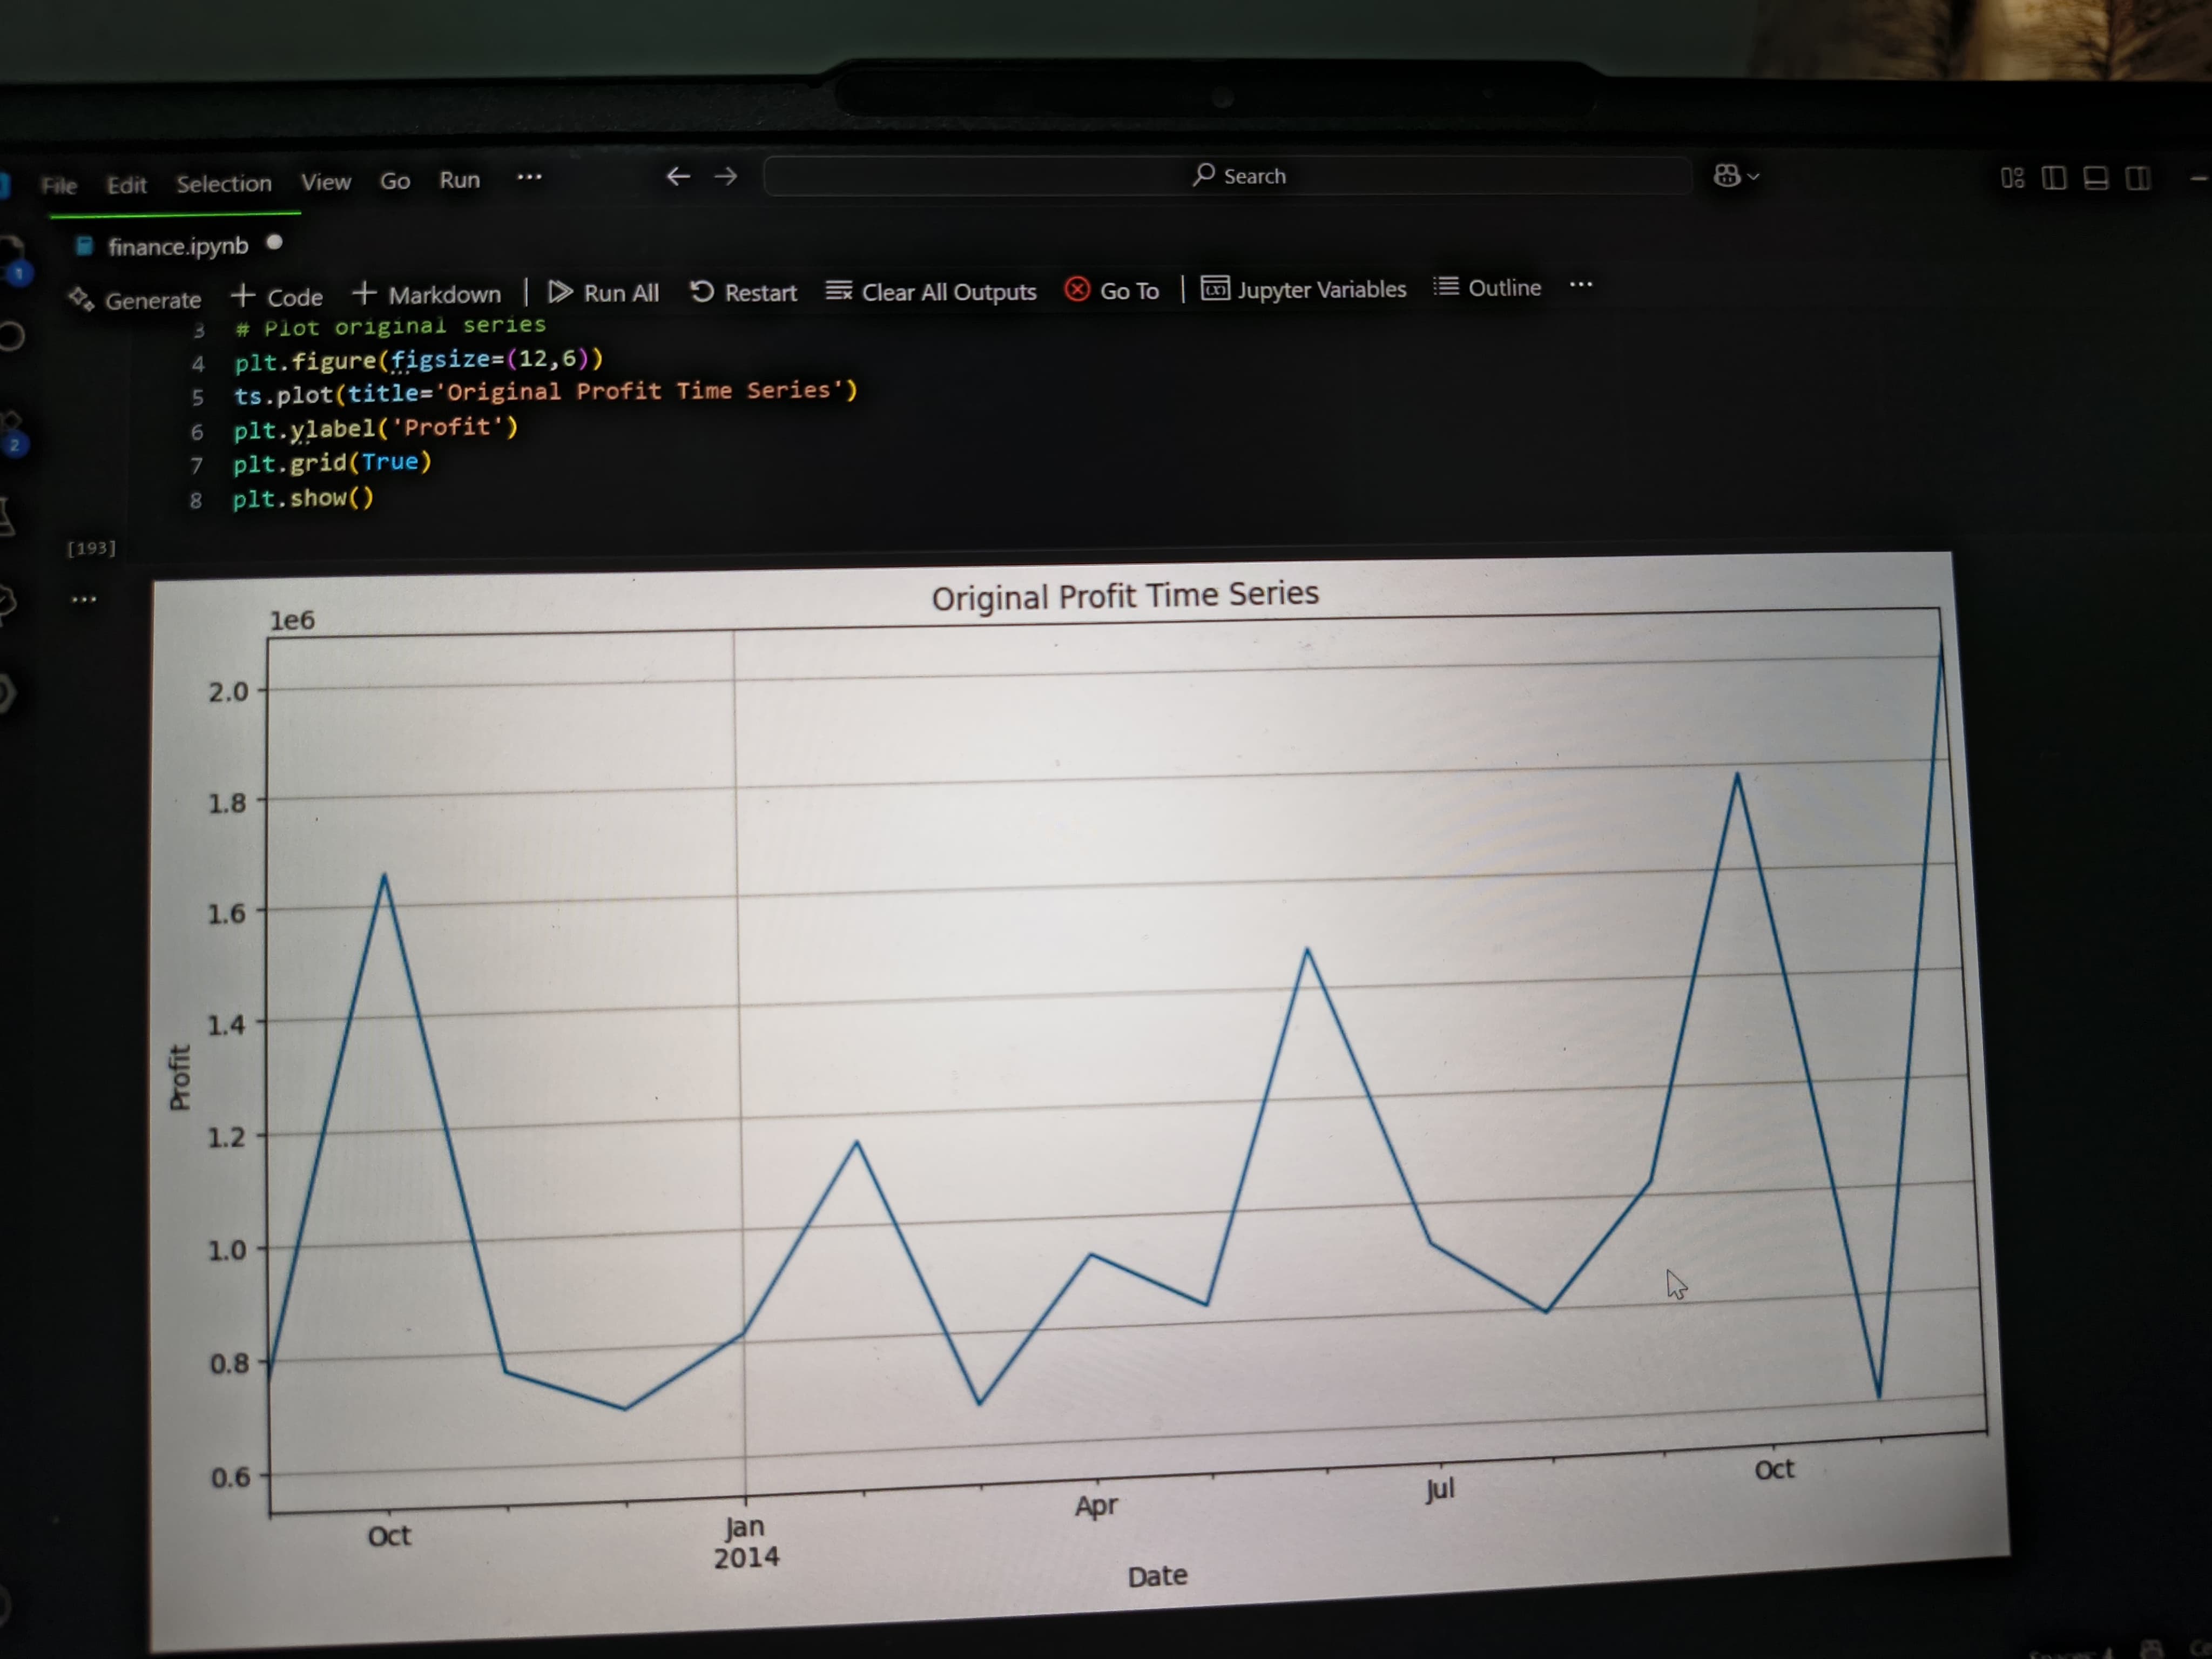 File Edit Selection View Go Run ··· Search
finance.ipynb
1
Generate Code Markdown Run All Restart Clear All Outputs Go To Jupyter Variables Outline ···
3 # Plot original series
4 plt.figure(figsize=(12,6))
5 ts.plot(title='Original Profit Time Series')
6 plt.ylabel('Profit')
2
7 plt.grid(True)
8 plt.show()
[193]
···
Original Profit Time Series
1e6
2.0
1.8
1.6
1.4
1.2
1.0
0.8
0.6
Profit
Oct Jan Apr Jul Oct
2014
Date